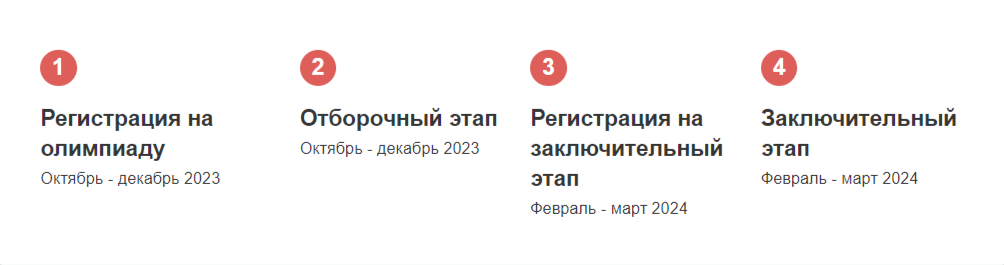 1
Регистрация на
олимпиаду
Октябрь - декабрь 2023
2
Отборочный этап
Октябрь - декабрь 2023
3
Регистрация на
заключительный
этап
Февраль - март 2024
4
Заключительный
этап
Февраль - март 2024